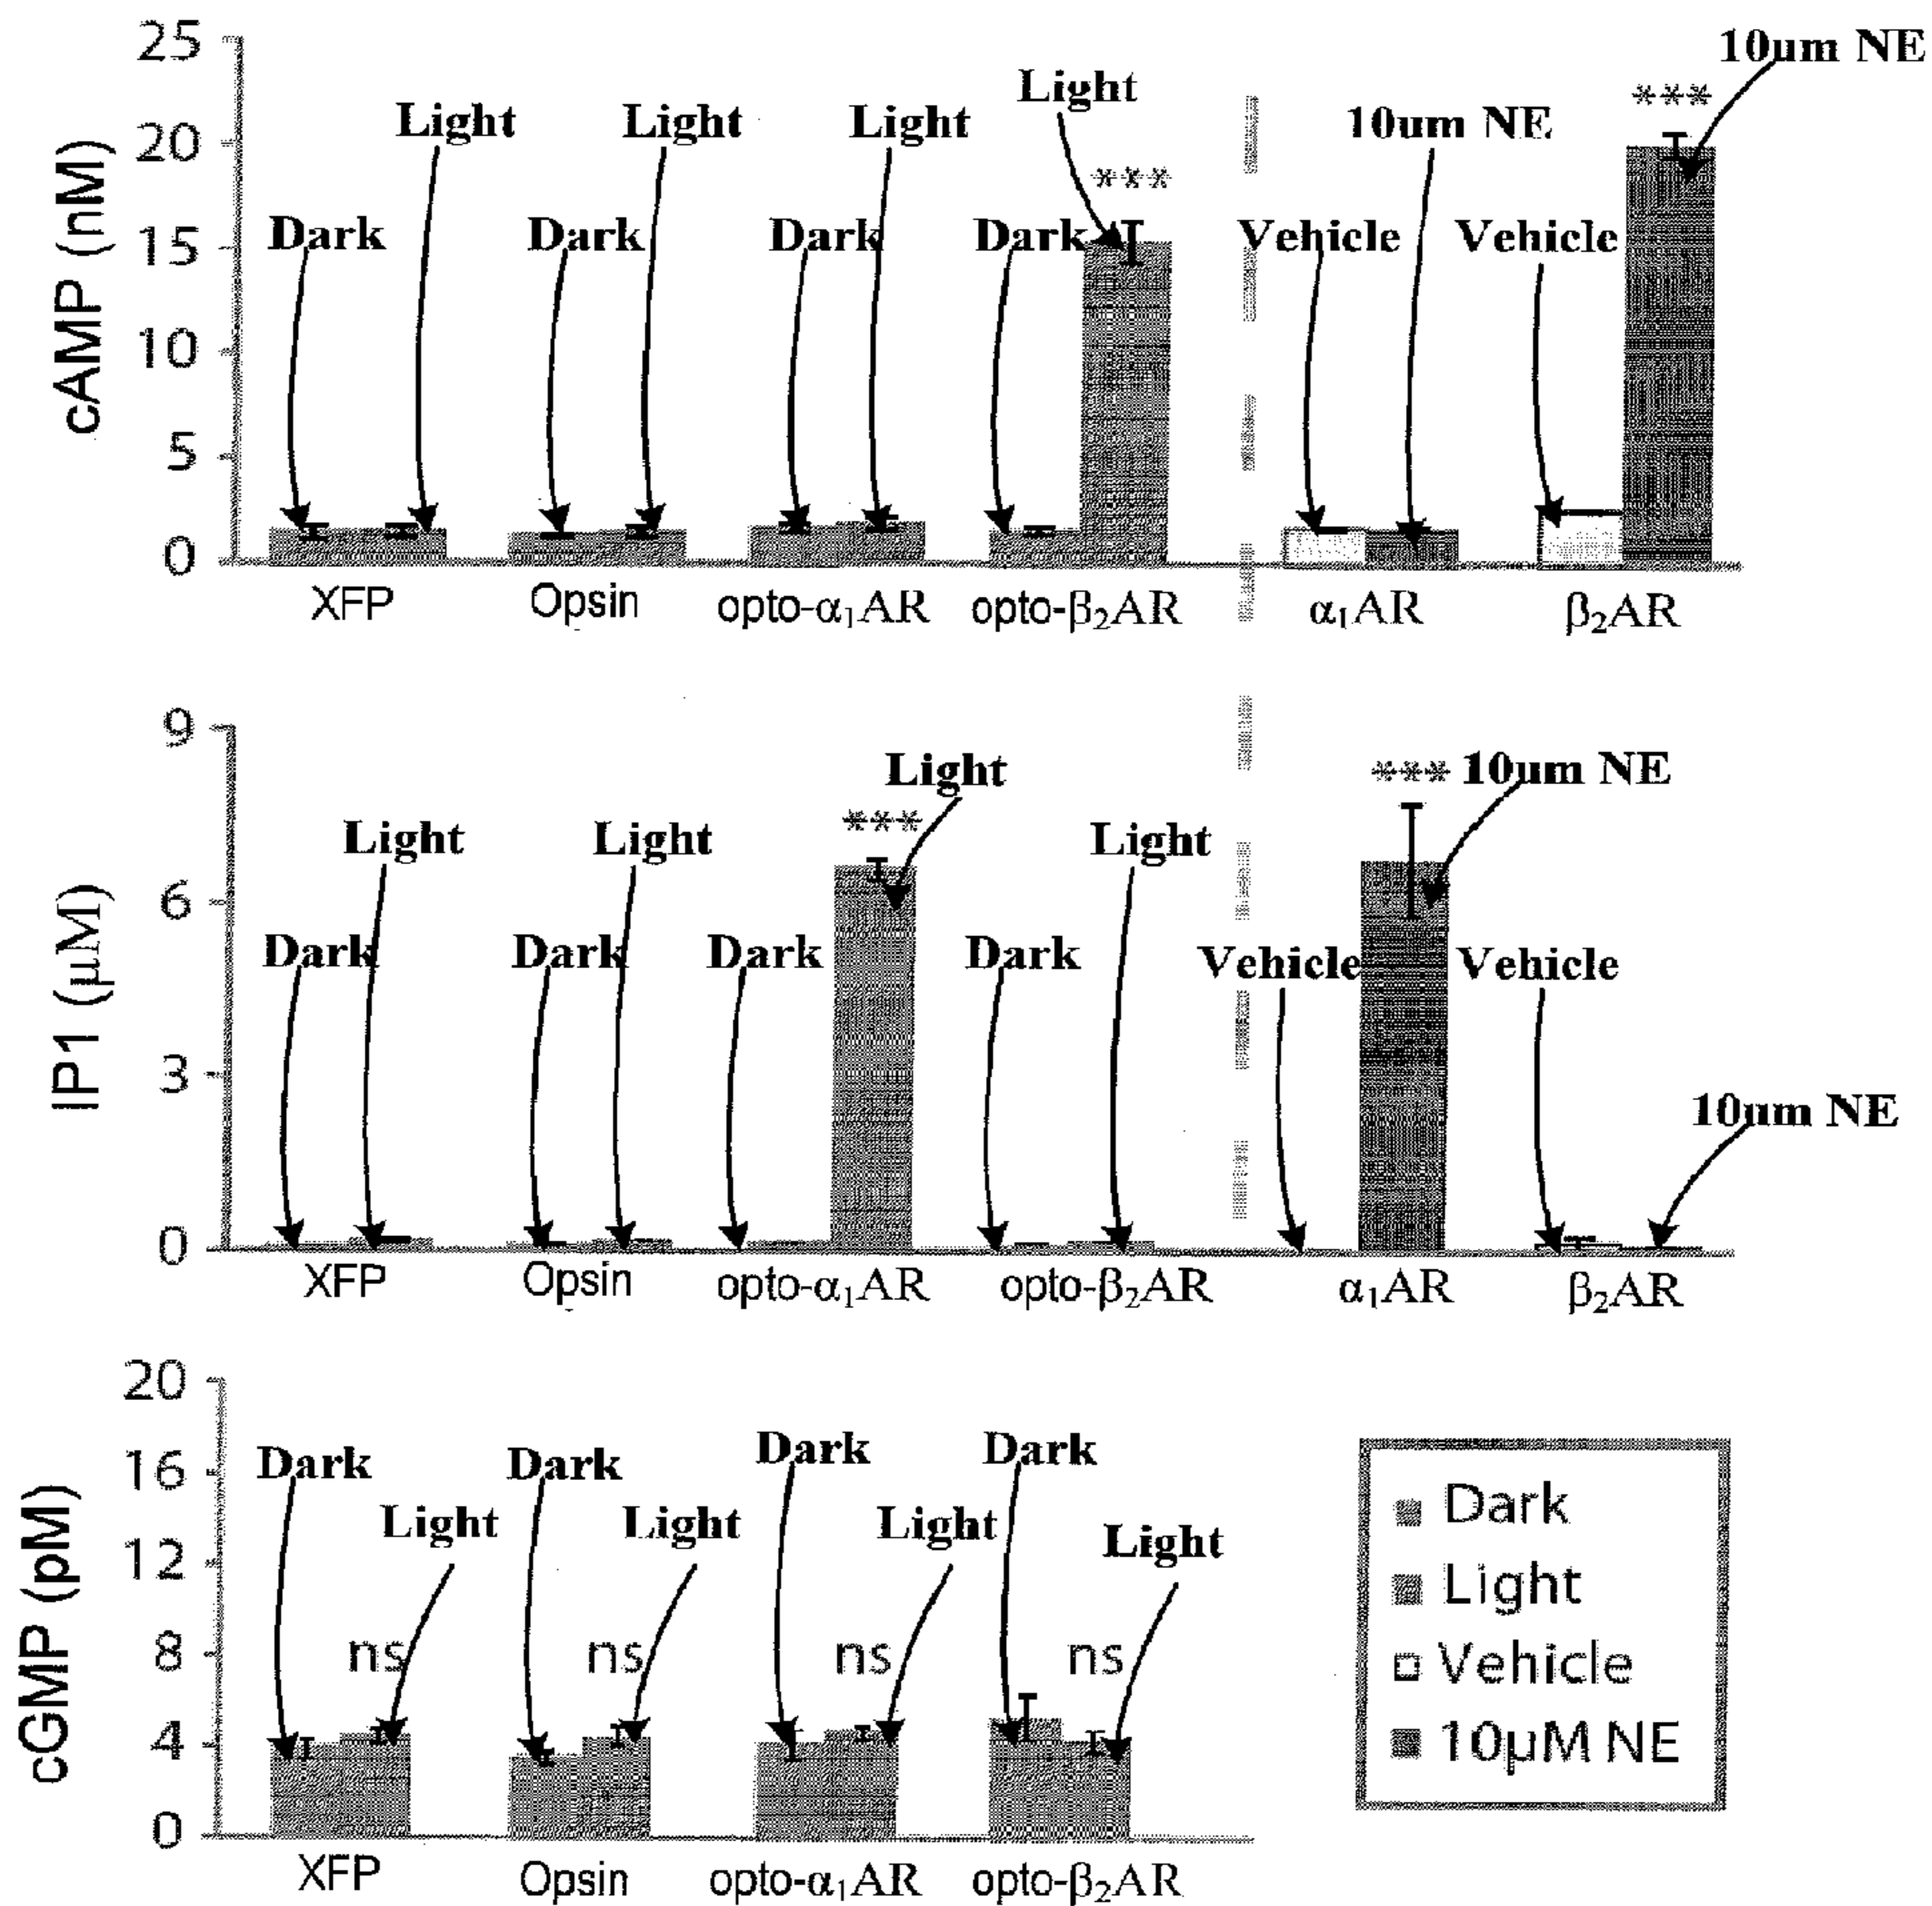 25
10um NE
Light
***
Light
Light
Light
10um NE
20
***
Dark
Dark
Dark
Dark
Vehicle
Vehicle
15
cAMP (nM)
10
5
0
XFP
Opsin
opto-α₁AR
opto-β₂AR
α₁AR
β₂AR
9
Light
***
10um NE
***
Light
Light
Light
6
Dark
Dark
Dark
Dark
Vehicle
Vehicle
IP1 (μM)
3
10um NE
0
XFP
Opsin
opto-α₁AR
opto-β₂AR
α₁AR
β₂AR
20
Dark
Dark
Dark
Dark
16
Light
Light
Light
Light
12
cGMP (pM)
8
ns
ns
ns
ns
4
0
XFP
Opsin
opto-α₁AR
opto-β₂AR
Dark
Light
Vehicle
10μM NE